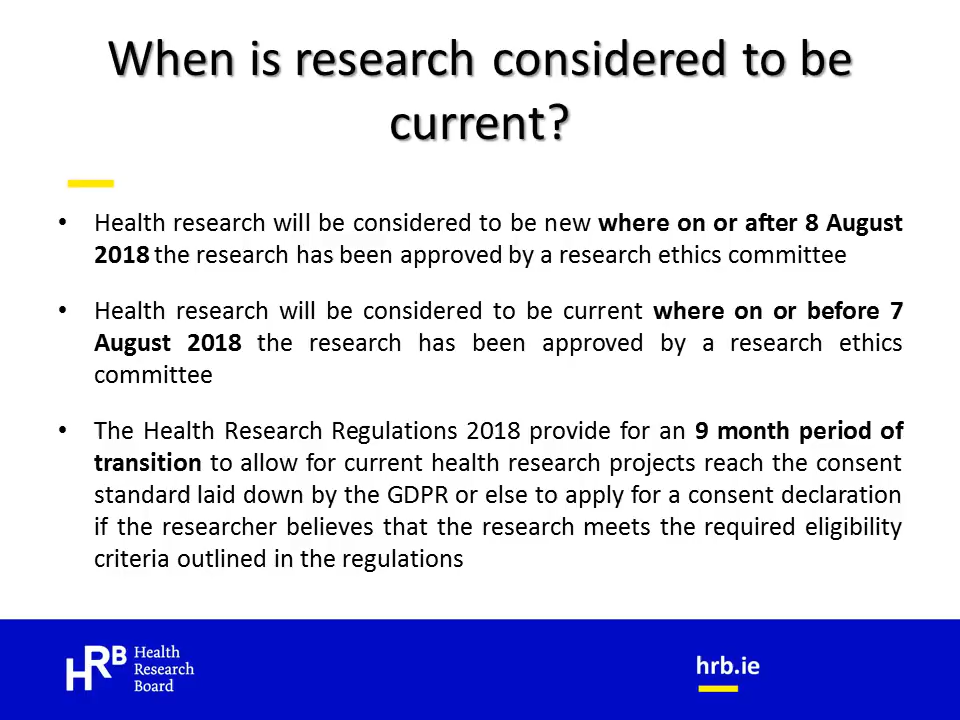 When is research considered to be
current?
• Health research will be considered to be new where on or after 8 August
2018 the research has been approved by a research ethics committee
• Health research will be considered to be current where on or before 7
August 2018 the research has been approved by a research ethics
committee
• The Health Research Regulations 2018 provide for an 9 month period of
transition to allow for current health research projects reach the consent
standard laid down by the GDPR or else to apply for a consent declaration
if the researcher believes that the research meets the required eligibility
criteria outlined in the regulations
HRB
Health
Research
Board
hrb.ie